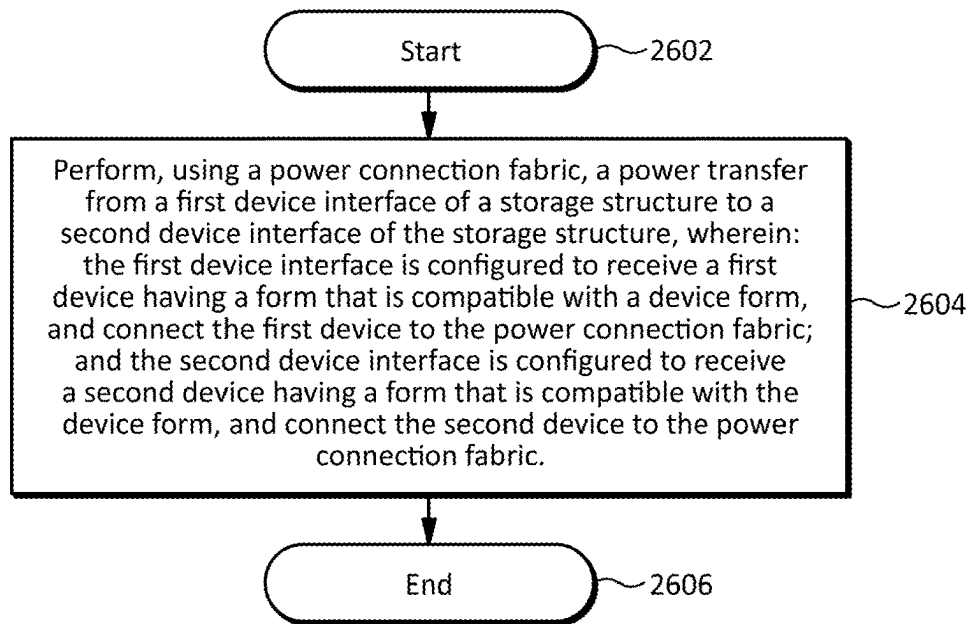 Start
2602
Perform, using a power connection fabric, a power transfer
from a first device interface of a storage structure to a
second device interface of the storage structure, wherein:
the first device interface is configured to receive a first
device having a form that is compatible with a device form,
and connect the first device to the power connection fabric;
and the second device interface is configured to receive
a second device having a form that is compatible with the
device form, and connect the second device to the power
connection fabric.
2604
End
2606